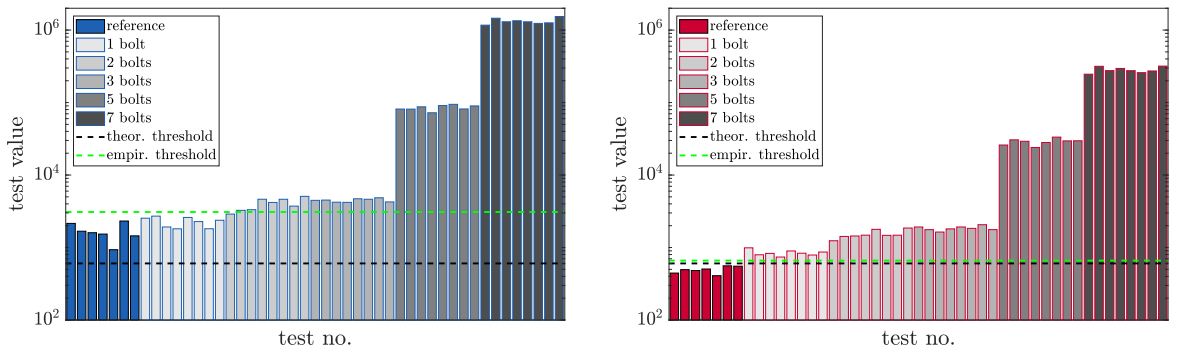 10^6
10^4
10^2
test value
test no.
reference
1 bolt
2 bolts
3 bolts
5 bolts
7 bolts
theor. threshold
empir. threshold
10^6
10^4
10^2
test value
test no.
reference
1 bolt
2 bolts
3 bolts
5 bolts
7 bolts
theor. threshold
empir. threshold